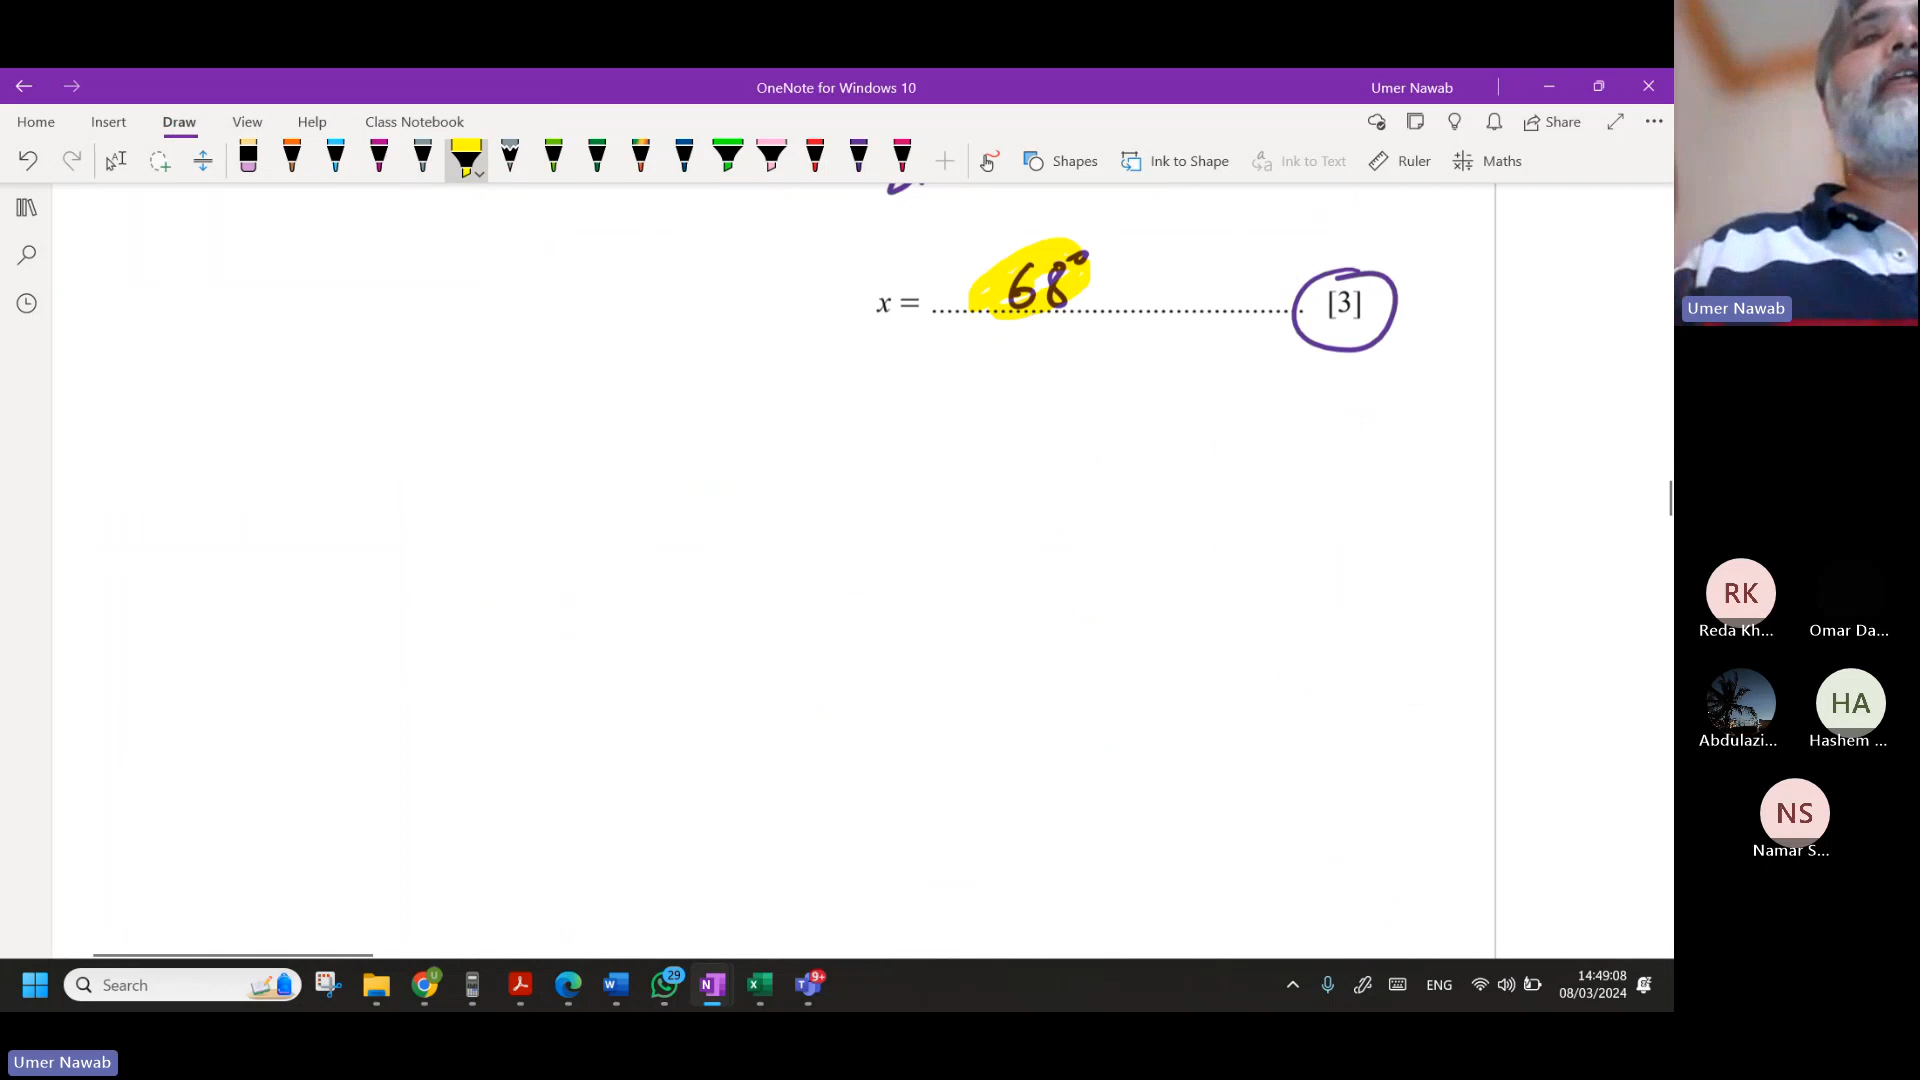 OneNote for Windows 10
Umer Nawab
Home Insert Draw View Help Class Notebook
Share
Shapes Ink to Shape Ink to Text Ruler Maths
x = 68° [3]
Umer Nawab
RK
Reda Kh...
Omar Da...
Abdulazi...
HA
Hashem ...
NS
Namar S...
Search
U
W
29
N
X
T
9+
ENG
14:49:08
08/03/2024
Umer Nawab